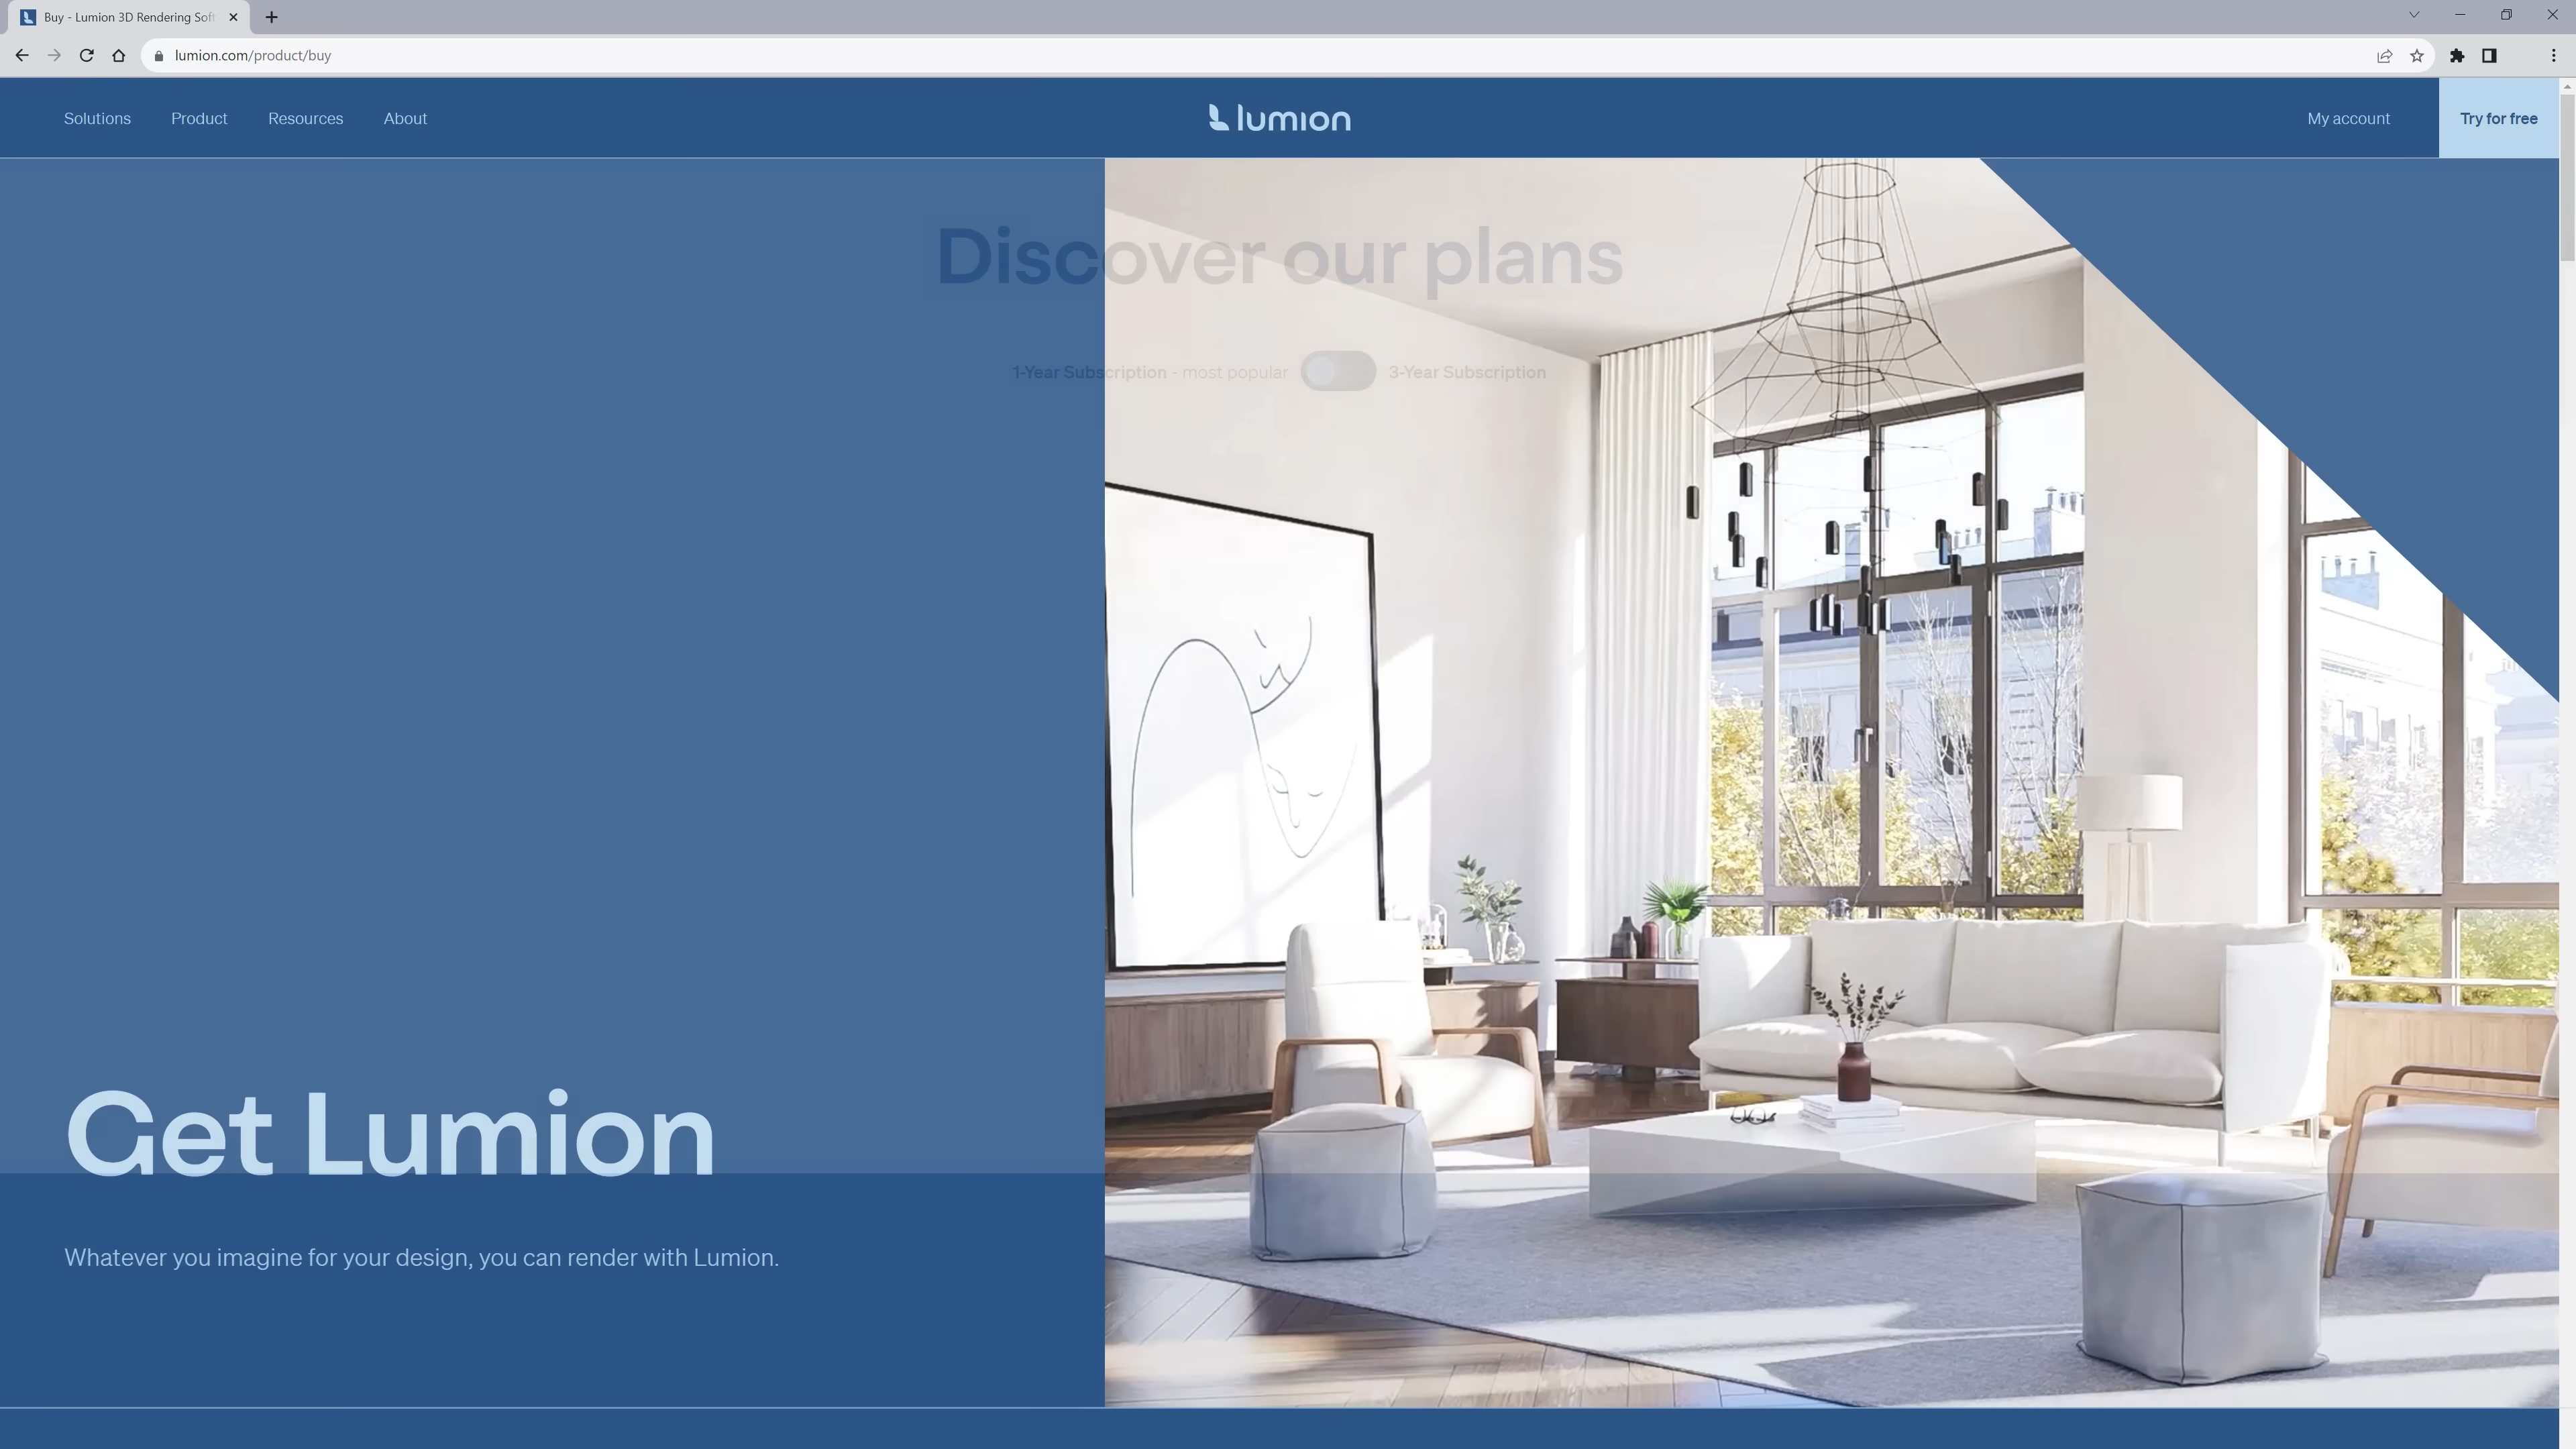 Buy - Lumion 3D Rendering Sof
lumion.com/product/buy
Solutions Product Resources About lumion My account Try for free
Discover our plans
1-Year Subscription - most popular 3-Year Subscription
Get Lumion
Whatever you imagine for your design, you can render with Lumion.